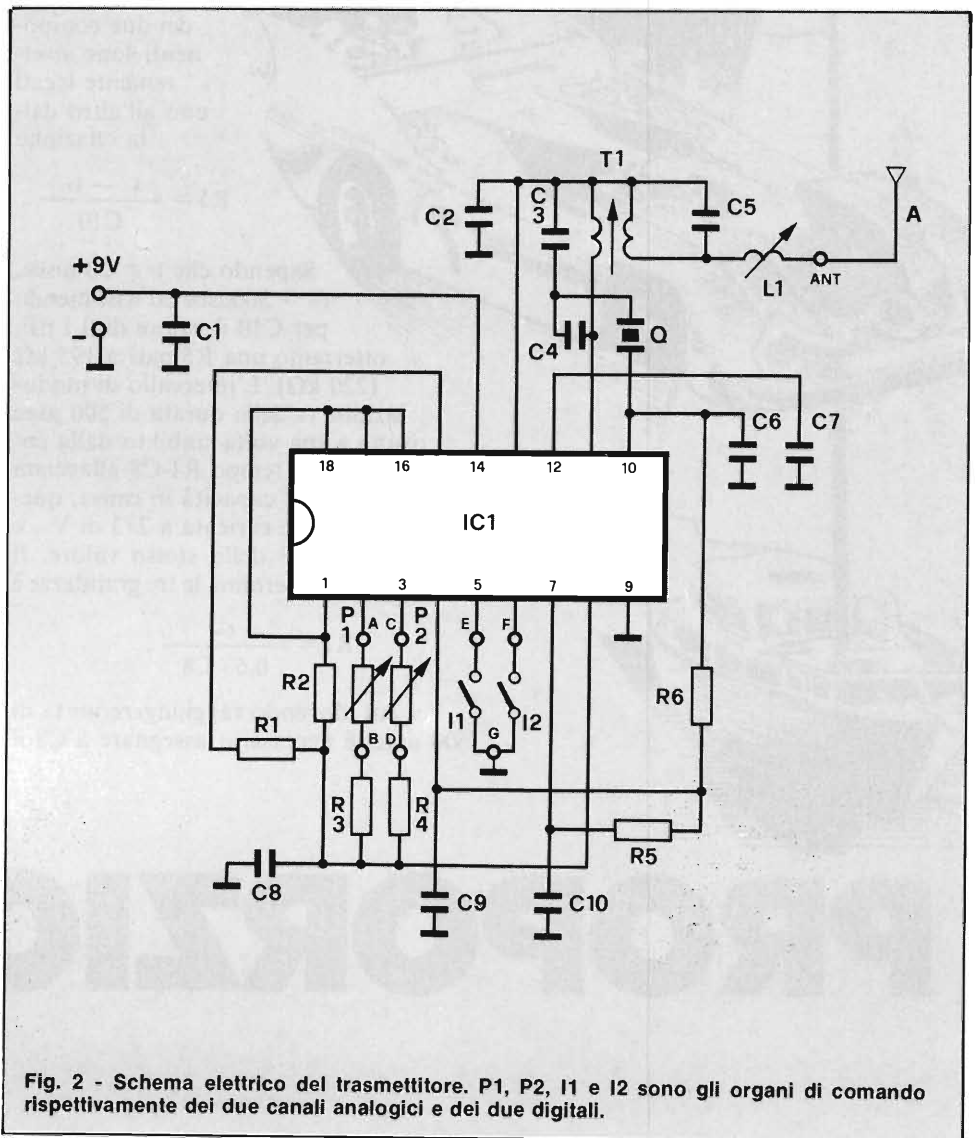 T1
C2
C
3
C5
A
+9V
L1
ANT
–
C1
C4
Q
C6
C7
18
16
14
12
10
IC1
1
3
5
7
9
P
1
A
C
P
2
E
F
R2
I1
I2
R6
R1
B
D
G
R
3
R
4
R5
C8
C9
C10
Fig. 2 - Schema elettrico del trasmettitore. P1, P2, I1 e I2 sono gli organi di comando
rispettivamente dei due canali analogici e dei due digitali.